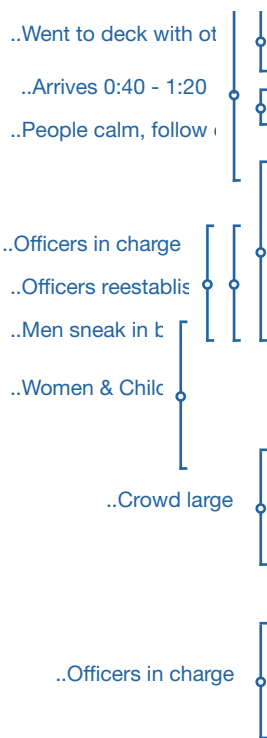 ..Went to deck with ot
..Arrives 0:40 - 1:20
..People calm, follow
..Officers in charge
..Officers reestablis
..Men sneak in b
..Women & Chilc
..Crowd large
..Officers in charge